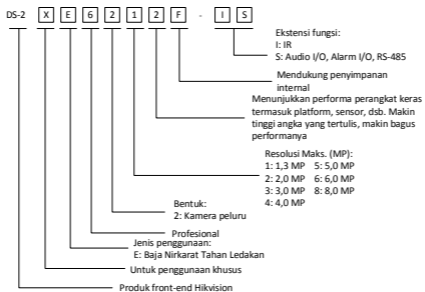 DS-2 X E 6 2 1 2 F - I S
Ekstensi fungsi:
I: IR
S: Audio I/O, Alarm I/O, RS-485
Mendukung penyimpanan
internal
Menunjukkan performa perangkat keras
termasuk platform, sensor, dsb. Makin
tinggi angka yang tertulis, makin bagus
performanya
Resolusi Maks. (MP):
1: 1,3 MP 5: 5,0 MP
2: 2,0 MP 6: 6,0 MP
3: 3,0 MP 8: 8,0 MP
4: 4,0 MP
Bentuk:
2: Kamera peluru
Profesional
Jenis penggunaan:
E: Baja Nirkarat Tahan Ledakan
Untuk penggunaan khusus
Produk front-end Hikvision